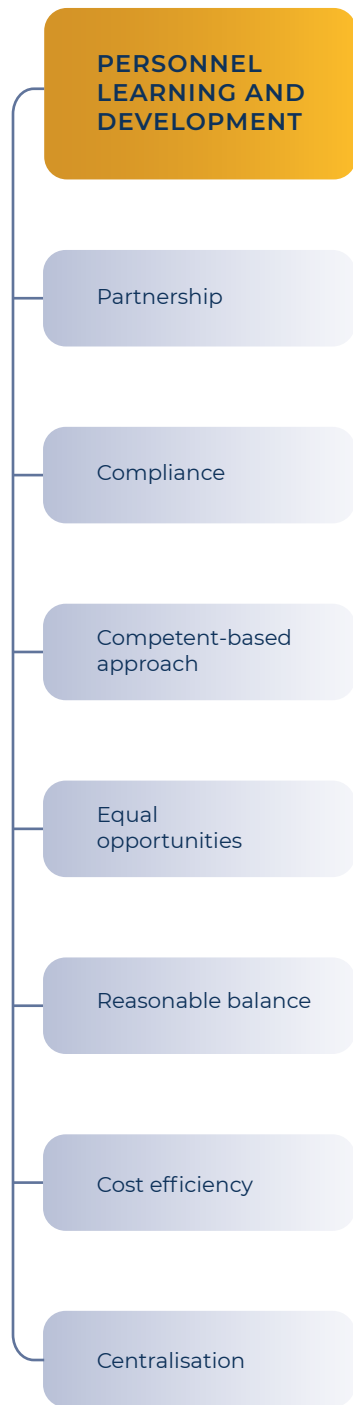 PERSONNEL
LEARNING AND
DEVELOPMENT
Partnership
Compliance
Competent-based
approach
Equal
opportunities
Reasonable balance
Cost efficiency
Centralisation